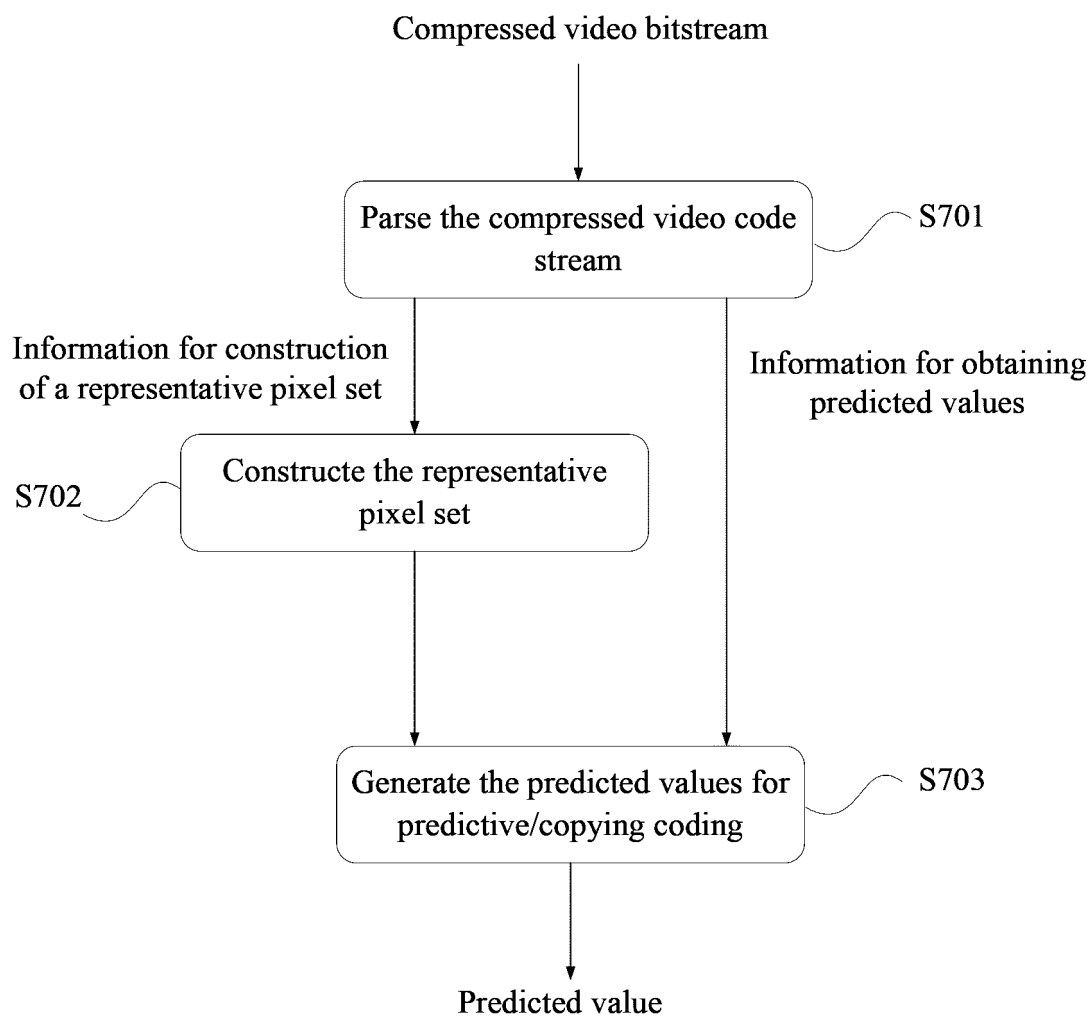 Compressed video bitstream
Parse the compressed video code
stream
S701
Information for construction
of a representative pixel set
Information for obtaining
predicted values
Constructe the representative
pixel set
S702
Generate the predicted values for
predictive/copying coding
S703
Predicted value